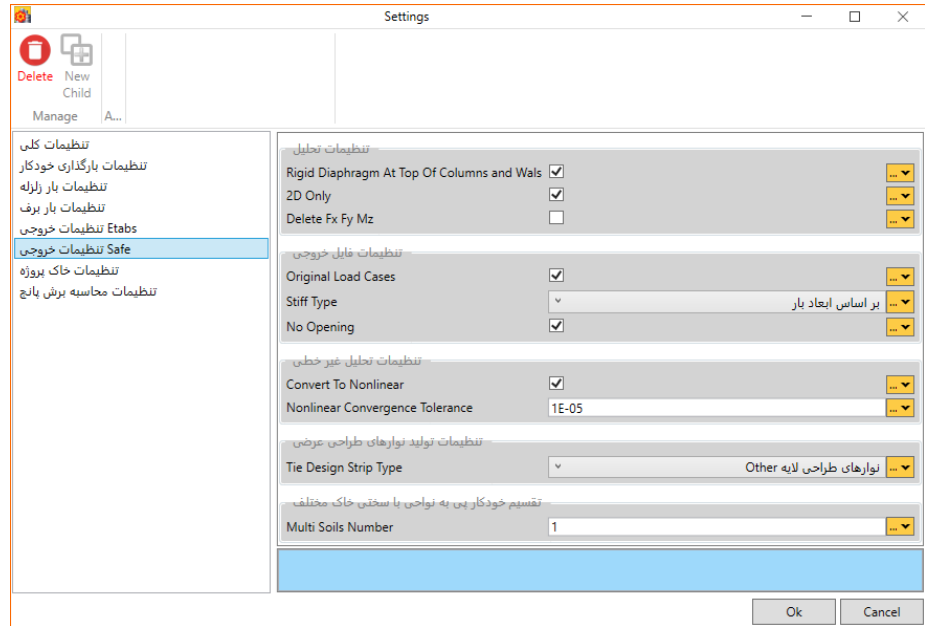 Settings
Delete
New Child
Manage
A...
تنظیمات کلی
تنظیمات بارگذاری خودکار
تنظیمات بار زلزله
تنظیمات بار برف
تنظیمات خروجی Etabs
تنظیمات خروجی Safe
تنظیمات خاک پروژه
تنظیمات محاسبه برش پانچ
تنظیمات تحلیل
Rigid Diaphragm At Top Of Columns and Wals
...
2D Only
...
Delete Fx Fy Mz
...
تنظیمات فایل خروجی
Original Load Cases
...
Stiff Type
بر اساس ابعاد بار
...
No Opening
...
تنظیمات تحلیل غیر خطی
Convert To Nonlinear
...
Nonlinear Convergence Tolerance
1E-05
...
تنظیمات تولید نوارهای طراحی عرضی
Tie Design Strip Type
نوارهای طراحی لایه Other
...
تقسیم خودکار پی به نواحی با سختی خاک مختلف
Multi Soils Number
1
...
Ok
Cancel